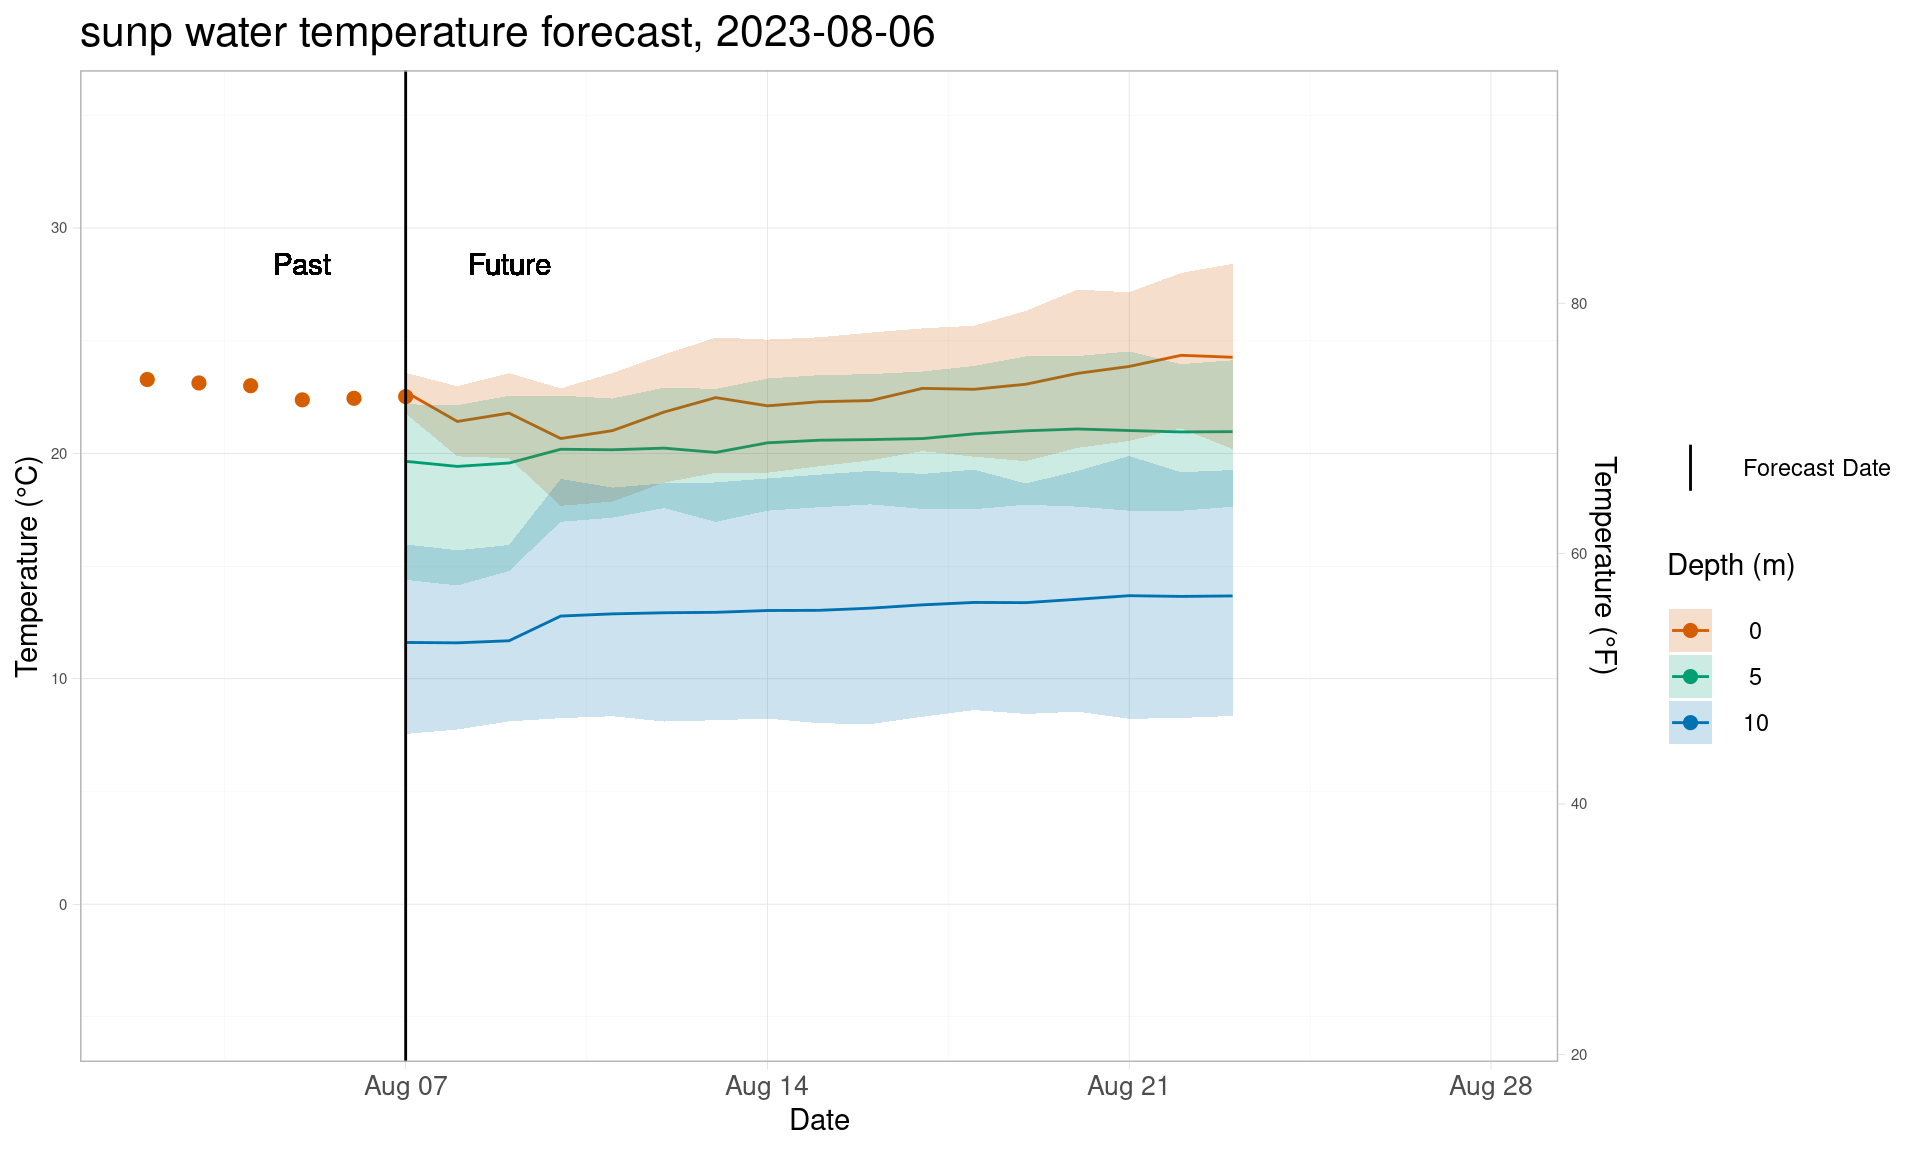 sunp water temperature forecast, 2023-08-06
Past
Future
30
20
10
0
Temperature (°C)
80
60
40
20
Temperature (°F)
Aug 07
Aug 14
Aug 21
Aug 28
Date
Forecast Date
Depth (m)
0
5
10